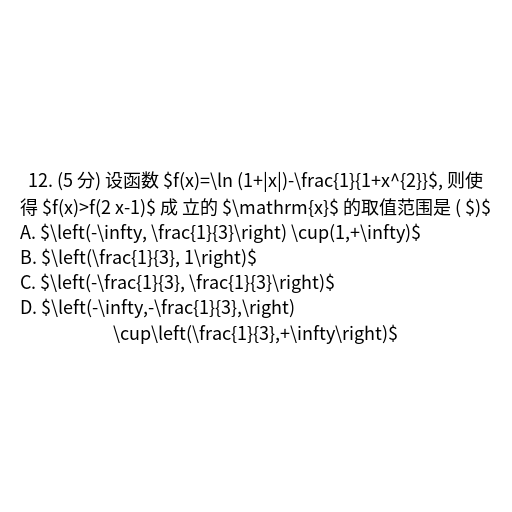 12. (5 分) 设函数 $f(x)=\ln (1+|x|)-\frac{1}{1+x^{2}}$, 则使
得 $f(x)>f(2 x-1)$ 成 立的 $\mathrm{x}$ 的取值范围是 ( $)$
A. $\left(-\infty, \frac{1}{3}\right) \cup(1,+\infty)$
B. $\left(\frac{1}{3}, 1\right)$
C. $\left(-\frac{1}{3}, \frac{1}{3}\right)$
D. $\left(-\infty,-\frac{1}{3},\right)
\cup\left(\frac{1}{3},+\infty\right)$